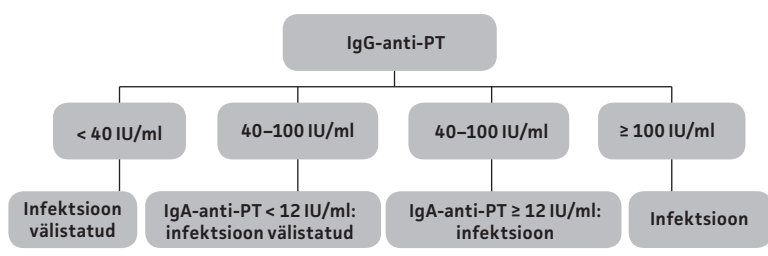 IgG-anti-PT
< 40 IU/ml
40–100 IU/ml
40–100 IU/ml
≥ 100 IU/ml
Infektsioon
välistatud
IgA-anti-PT < 12 IU/ml:
infektsioon välistatud
IgA-anti-PT ≥ 12 IU/ml:
infektsioon
Infektsioon